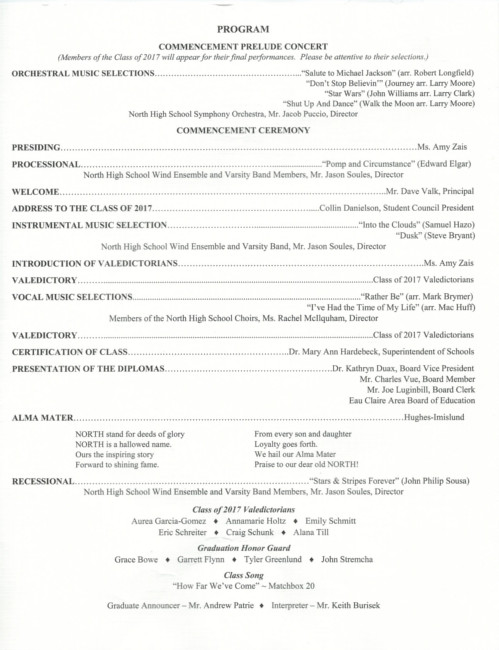 PROGRAM
COMMENCEMENT PRELUDE CONCERT
(Members of the Class of 2017 will appear for their final performances. Please be attentive to their selections.)
ORCHESTRAL MUSIC SELECTIONS……………………………………………..“Salute to Michael Jackson” (arr. Robert Longfield)
“Don’t Stop Believin’” (Journey arr. Larry Moore)
“Star Wars” (John Williams arr. Larry Clark)
“Shut Up And Dance” (Walk the Moon arr. Larry Moore)
North High School Symphony Orchestra, Mr. Jacob Puccio, Director
COMMENCEMENT CEREMONY
PRESIDING……………………………………………………………………………Ms. Amy Zais
PROCESSIONAL……………………………………………………“Pomp and Circumstance” (Edward Elgar)
North High School Wind Ensemble and Varsity Band Members, Mr. Jason Soules, Director
WELCOME……………………………………………………………………Mr. Dave Valk, Principal
ADDRESS TO THE CLASS OF 2017……………………………………Collin Danielson, Student Council President
INSTRUMENTAL MUSIC SELECTION……………………………………………“Into the Clouds” (Samuel Hazo)
“Dusk” (Steve Bryant)
North High School Wind Ensemble and Varsity Band, Mr. Jason Soules, Director
INTRODUCTION OF VALEDICTORIANS……………………………………………………Ms. Amy Zais
VALEDICTORY……………………………………………………………Class of 2017 Valedictorians
VOCAL MUSIC SELECTIONS……………………………………………………“Rather Be” (arr. Mark Brymer)
“I’ve Had the Time of My Life” (arr. Mac Huff)
Members of the North High School Choirs, Ms. Rachel McIlquham, Director
VALEDICTORY……………………………………………………………Class of 2017 Valedictorians
CERTIFICATION OF CLASS…………………………………Dr. Mary Ann Hardebeck, Superintendent of Schools
PRESENTATION OF THE DIPLOMAS……………………………………Dr. Kathryn Duax, Board Vice President
Mr. Charles Vue, Board Member
Mr. Joe Luginbill, Board Clerk
Eau Claire Area Board of Education
ALMA MATER…………………………………………………………………………Hughes-Imislund
NORTH stand for deeds of glory
NORTH is a hallowed name.
Ours the inspiring story
Forward to shining fame.
From every son and daughter
Loyalty goes forth.
We hail our Alma Mater
Praise to our dear old NORTH!
RECESSIONAL……………………………………………………“Stars & Stripes Forever” (John Philip Sousa)
North High School Wind Ensemble and Varsity Band Members, Mr. Jason Soules, Director
Class of 2017 Valedictorians
Aurea Garcia-Gomez ♦ Annamarie Holtz ♦ Emily Schmitt
Eric Schreiter ♦ Craig Schunk ♦ Alana Till
Graduation Honor Guard
Grace Bowe ♦ Garrett Flynn ♦ Tyler Greenlund ♦ John Stremcha
Class Song
“How Far We’ve Come” ~ Matchbox 20
Graduate Announcer – Mr. Andrew Patrie ♦ Interpreter – Mr. Keith Burisek